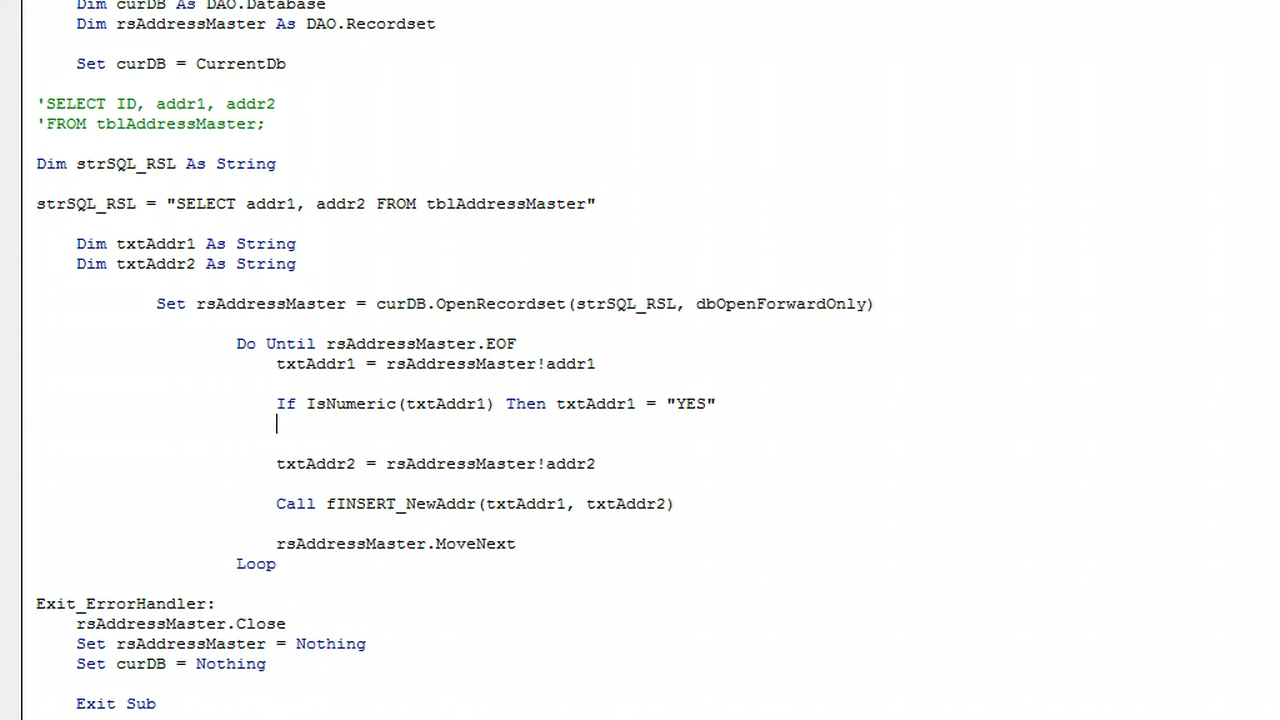 Dim curDB As DAO.Database
Dim rsAddressMaster As DAO.Recordset
Set curDB = CurrentDb
'SELECT ID, addr1, addr2
'FROM tblAddressMaster;
Dim strSQL_RSL As String
strSQL_RSL = "SELECT addr1, addr2 FROM tblAddressMaster"
Dim txtAddr1 As String
Dim txtAddr2 As String
Set rsAddressMaster = curDB.OpenRecordset(strSQL_RSL, dbOpenForwardOnly)
Do Until rsAddressMaster.EOF
txtAddr1 = rsAddressMaster!addr1
If IsNumeric(txtAddr1) Then txtAddr1 = "YES"
txtAddr2 = rsAddressMaster!addr2
Call fINSERT_NewAddr(txtAddr1, txtAddr2)
rsAddressMaster.MoveNext
Loop
Exit_ErrorHandler:
rsAddressMaster.Close
Set rsAddressMaster = Nothing
Set curDB = Nothing
Exit Sub